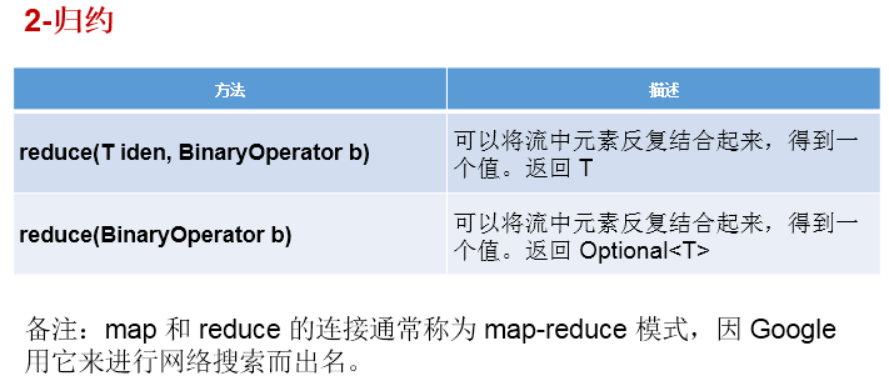 2-归约
方法
描述
reduce(T iden, BinaryOperator b)
可以将流中元素反复结合起来，得到一
个值。返回 T
reduce(BinaryOperator b)
可以将流中元素反复结合起来，得到一
个值。返回 Optional<T>
备注：map 和 reduce 的连接通常称为 map-reduce 模式，因 Google
用它来进行网络搜索而出名。